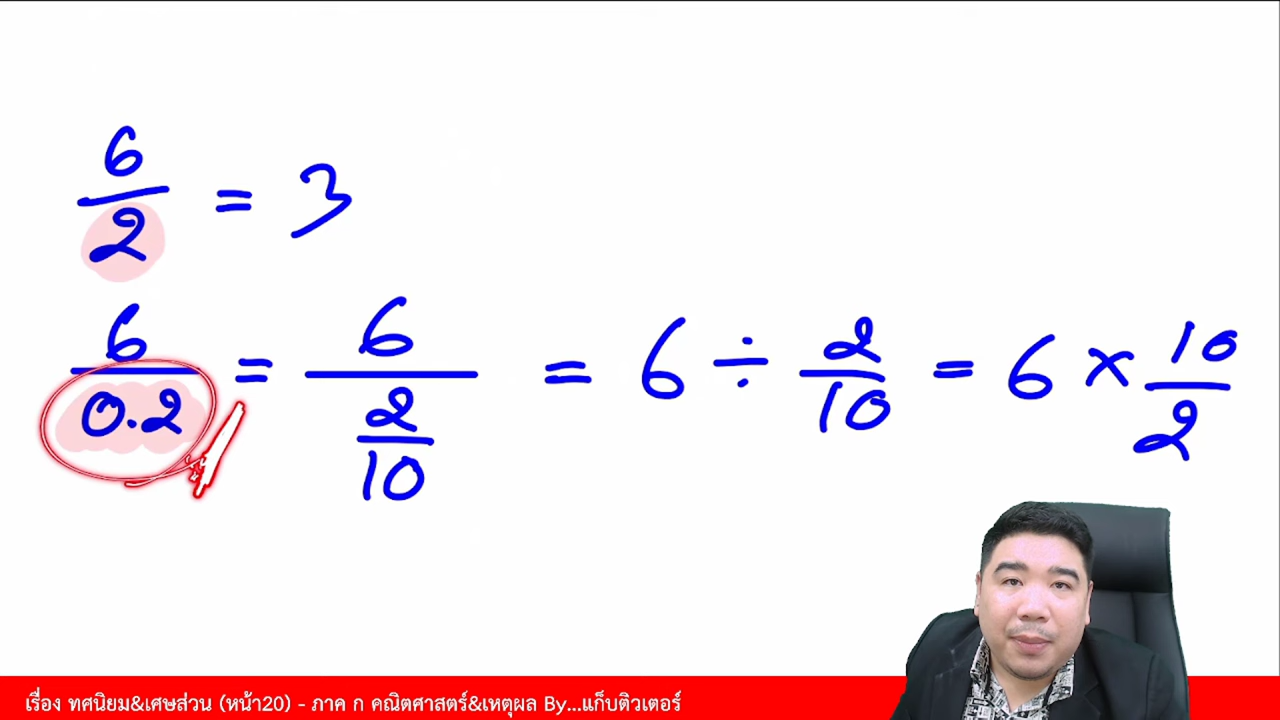 6/2 = 3
6/0.2 = 6/(2/10) = 6 ÷ 2/10 = 6 × 10/2
เรื่อง ทศนิยม&เศษส่วน (หน้า20) - ภาค ก คณิตศาสตร์&เหตุผล By...แก็บติวเตอร์